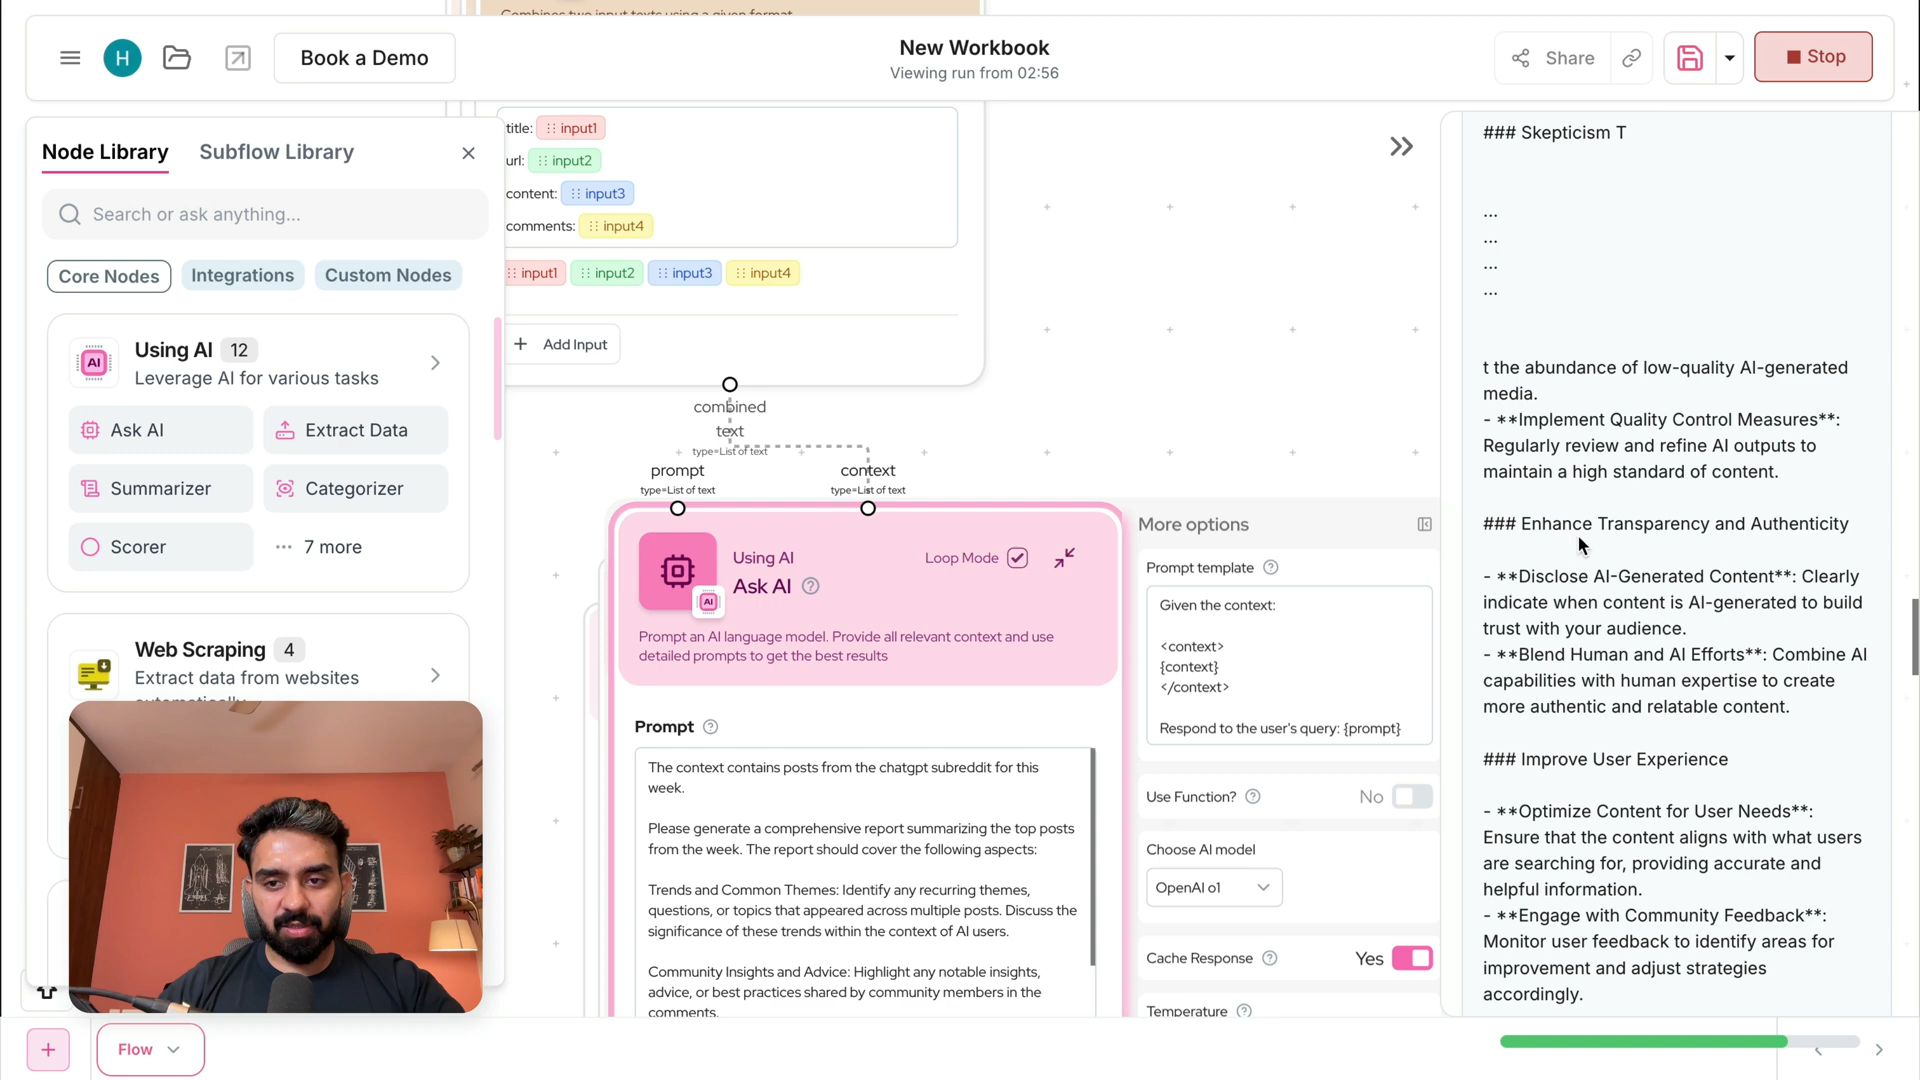 Combines two input texts using a given format
H
Book a Demo
New Workbook
Viewing run from 02:56
Share
Stop
Node Library
Subflow Library
Search or ask anything...
Core Nodes
Integrations
Custom Nodes
AI
Using AI 12
Leverage AI for various tasks
Ask AI
Extract Data
Summarizer
Categorizer
Scorer
7 more
Web Scraping 4
Extract data from websites
automatically
title: input1
url: input2
content: input3
comments: input4
input1 input2 input3 input4
Add Input
combined
text
type=List of text
prompt
type=List of text
context
type=List of text
Using AI
Ask AI
AI
Loop Mode
Prompt an AI language model. Provide all relevant context and use
detailed prompts to get the best results
Prompt
The context contains posts from the chatgpt subreddit for this
week.
Please generate a comprehensive report summarizing the top posts
from the week. The report should cover the following aspects:
Trends and Common Themes: Identify any recurring themes,
questions, or topics that appeared across multiple posts. Discuss the
significance of these trends within the context of AI users.
Community Insights and Advice: Highlight any notable insights,
advice, or best practices shared by community members in the
comments.
More options
Prompt template
Given the context:
<context>
{context}
</context>
Respond to the user's query: {prompt}
Use Function?
No
Choose AI model
OpenAI o1
Cache Response
Yes
Temperature
### Skepticism T
...
...
...
...
t the abundance of low-quality AI-generated
media.
- **Implement Quality Control Measures**:
Regularly review and refine AI outputs to
maintain a high standard of content.
### Enhance Transparency and Authenticity
- **Disclose AI-Generated Content**: Clearly
indicate when content is AI-generated to build
trust with your audience.
- **Blend Human and AI Efforts**: Combine AI
capabilities with human expertise to create
more authentic and relatable content.
### Improve User Experience
- **Optimize Content for User Needs**:
Ensure that the content aligns with what users
are searching for, providing accurate and
helpful information.
- **Engage with Community Feedback**:
Monitor user feedback to identify areas for
improvement and adjust strategies
accordingly.
Flow